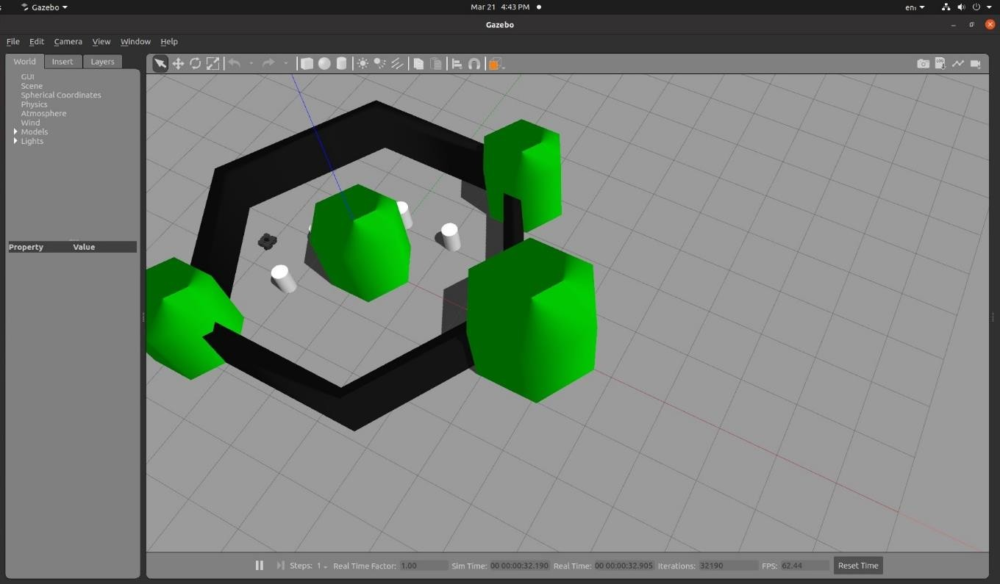 Gazebo
Mar 21 4:43 PM
en₁
Gazebo
File Edit Camera View Window Help
World Insert Layers
GUI
Scene
Spherical Coordinates
Physics
Atmosphere
Wind
Models
Lights
Property Value
LOG
Steps: 1 Real Time Factor: 1.00 Sim Time: 00 00:00:32.190 Real Time: 00 00:00:32.905 Iterations: 32190 FPS: 62.44 Reset Time